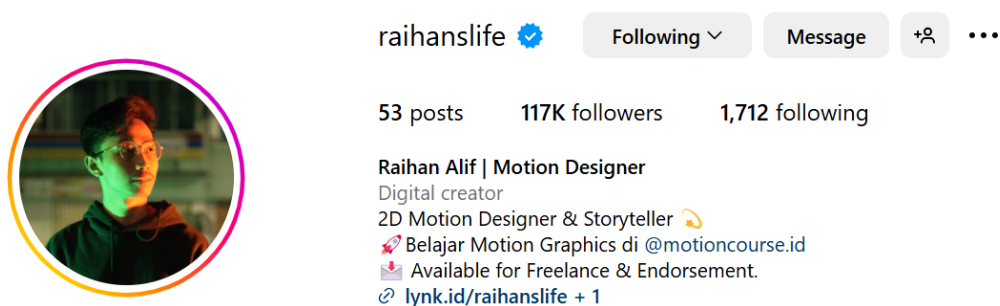 raihanslife
Following
Message
53 posts
117K followers
1,712 following
Raihan Alif | Motion Designer
Digital creator
2D Motion Designer & Storyteller 💫
🚀Belajar Motion Graphics di @motioncourse.id
📩 Available for Freelance & Endorsement.
lynk.id/raihanslife + 1